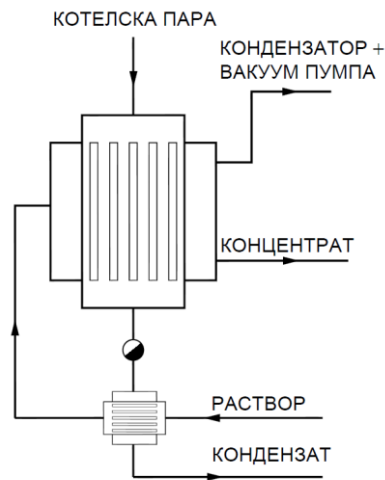 КОТЕЛСКА ПАРА
КОНДЕНЗАТОР +
ВАКУУМ ПУМПА
КОНЦЕНТРАТ
РАСТВОР
КОНДЕНЗАТ